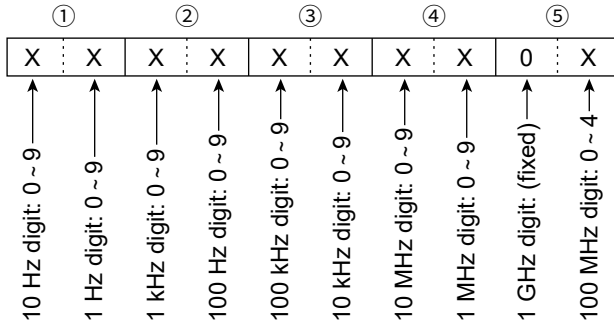 ① ② ③ ④ ⑤
X X X X X X X X 0 X
10 Hz digit: 0 ~ 9
1 Hz digit: 0 ~ 9
1 kHz digit: 0 ~ 9
100 Hz digit: 0 ~ 9
100 kHz digit: 0 ~ 9
10 kHz digit: 0 ~ 9
10 MHz digit: 0 ~ 9
1 MHz digit: 0 ~ 9
1 GHz digit: (fixed)
100 MHz digit: 0 ~ 4